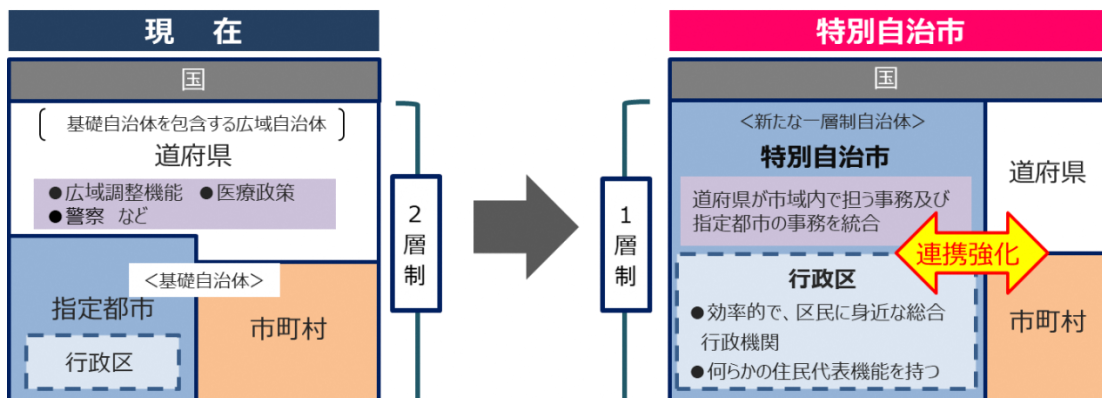 現　在
国
〔　基礎自治体を包含する広域自治体　〕
道府県
●広域調整機能　●医療政策
●警察　など
＜基礎自治体＞
指定都市
行政区
市町村
2層制
特別自治市
国
＜新たな一層制自治体＞
特別自治市
道府県が市域内で担う事務及び
指定都市の事務を統合
道府県
連携強化
行政区
●効率的で、区民に身近な総合
行政機関
●何らかの住民代表機能を持つ
市町村
1層制